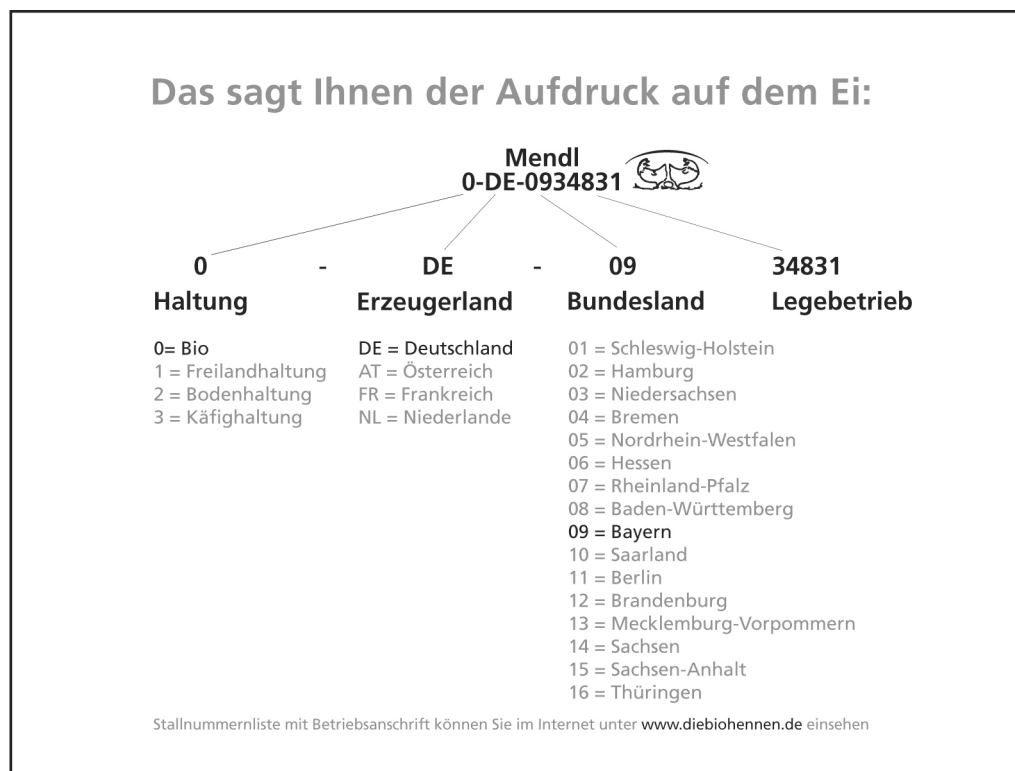 Das sagt Ihnen der Aufdruck auf dem Ei:
Mendl
0-DE-0934831
0 - DE - 09 34831
Haltung Erzeugerland Bundesland Legebetrieb
0= Bio DE = Deutschland 01 = Schleswig-Holstein
1 = Freilandhaltung AT = Österreich 02 = Hamburg
2 = Bodenhaltung FR = Frankreich 03 = Niedersachsen
3 = Käfighaltung NL = Niederlande 04 = Bremen
05 = Nordrhein-Westfalen
06 = Hessen
07 = Rheinland-Pfalz
08 = Baden-Württemberg
09 = Bayern
10 = Saarland
11 = Berlin
12 = Brandenburg
13 = Mecklemburg-Vorpommern
14 = Sachsen
15 = Sachsen-Anhalt
16 = Thüringen
Stallnummernliste mit Betriebsanschrift können Sie im Internet unter www.diebiohennen.de einsehen